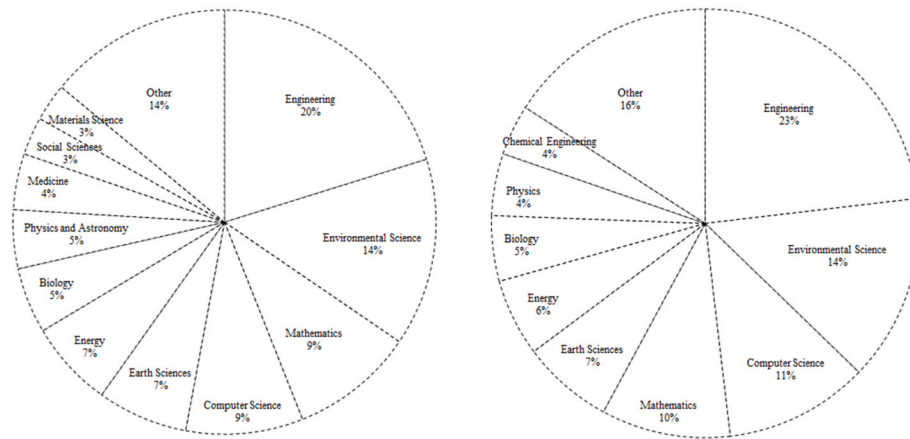 Engineering
20%
Environmental Science
14%
Mathematics
9%
Computer Science
9%
Earth Sciences
7%
Energy
7%
Biology
5%
Physics and Astronomy
5%
Medicine
4%
Social Sciences
3%
Materials Science
3%
Other
14%
Engineering
23%
Environmental Science
14%
Computer Science
11%
Mathematics
10%
Earth Sciences
7%
Energy
6%
Biology
5%
Physics
4%
Chemical Engineering
4%
Other
16%